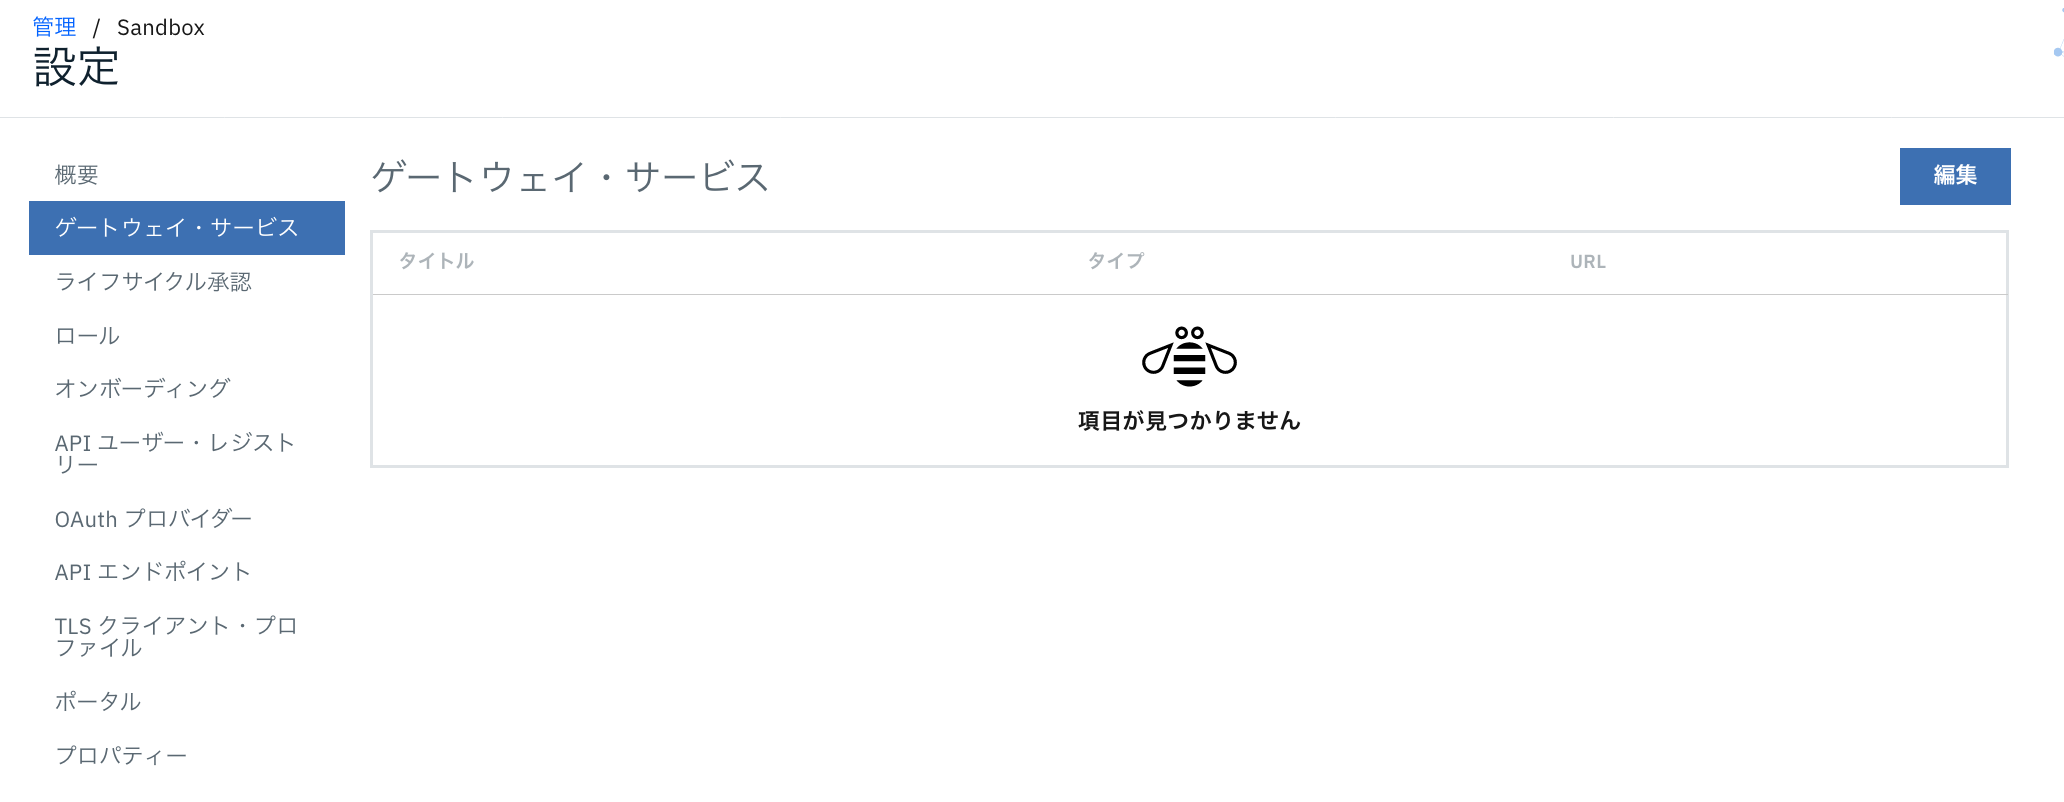 管理 / Sandbox
設定
概要
ゲートウェイ・サービス
ライフサイクル承認
ロール
オンボーディング
API ユーザー・レジスト
リー
OAuth プロバイダー
API エンドポイント
TLS クライアント・プロ
ファイル
ポータル
プロパティー
ゲートウェイ・サービス
編集
タイトル タイプ URL
項目が見つかりません